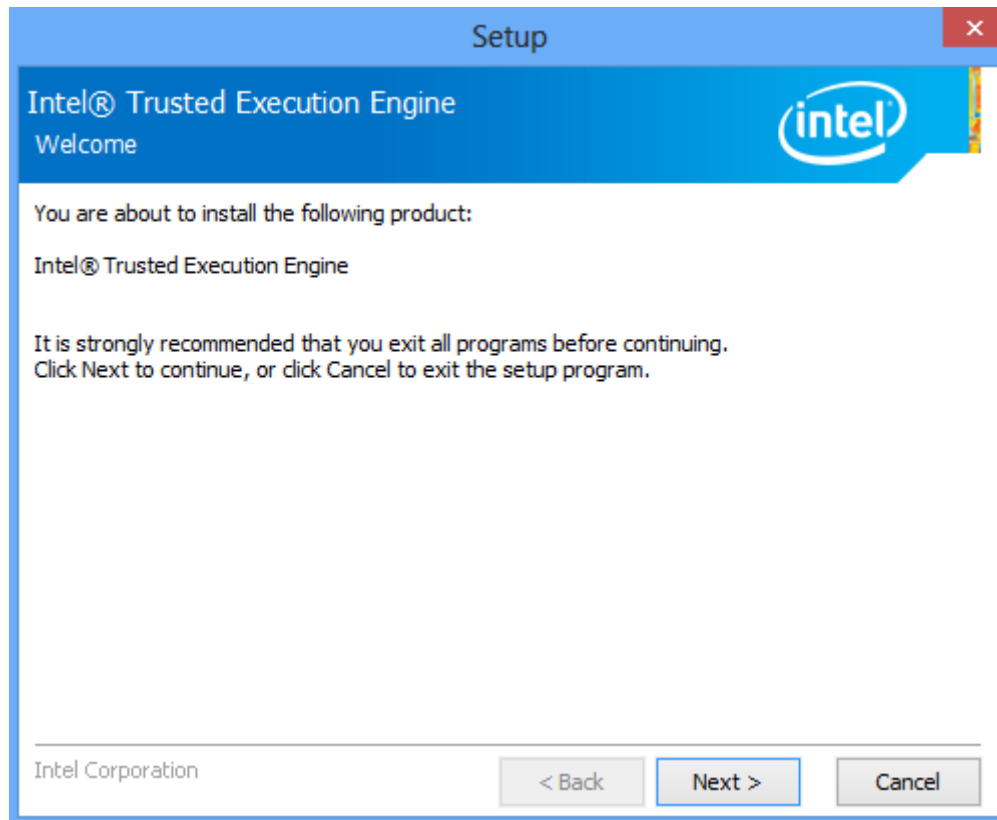 Setup
Intel® Trusted Execution Engine
Welcome
intel
You are about to install the following product:
Intel® Trusted Execution Engine
It is strongly recommended that you exit all programs before continuing.
Click Next to continue, or click Cancel to exit the setup program.
Intel Corporation
< Back
Next >
Cancel